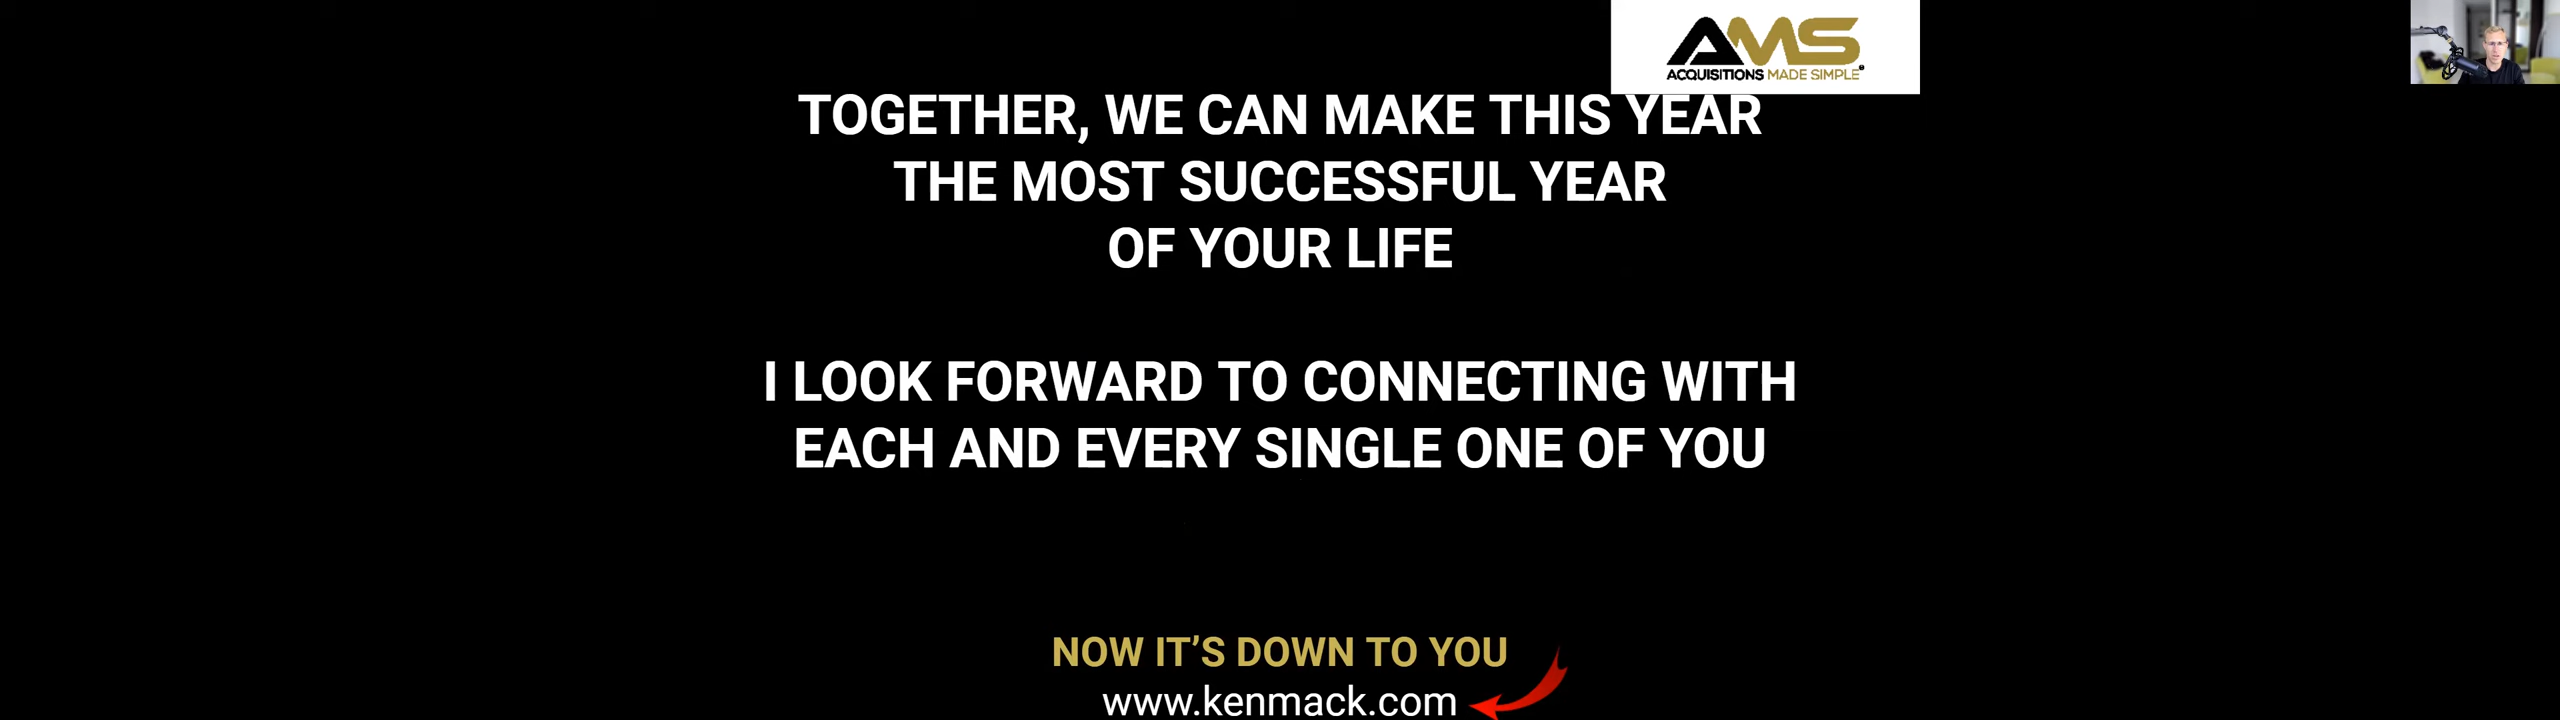 AMS
ACQUISITIONS MADE SIMPLE
TOGETHER, WE CAN MAKE THIS YEAR
THE MOST SUCCESSFUL YEAR
OF YOUR LIFE
I LOOK FORWARD TO CONNECTING WITH
EACH AND EVERY SINGLE ONE OF YOU
NOW IT’S DOWN TO YOU
www.kenmack.com